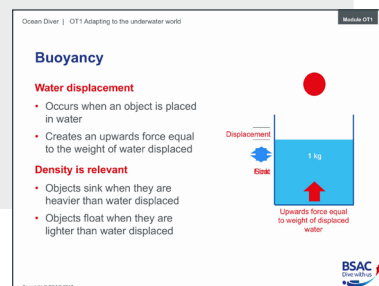 Ocean Diver | OT1 Adapting to the underwater world
Module OT1
Buoyancy
Water displacement
• Occurs when an object is placed
in water
• Creates an upwards force equal
to the weight of water displaced
Density is relevant
• Objects sink when they are
heavier than water displaced
• Objects float when they are
lighter than water displaced
Displacement
1 kg
Upwards force equal
to weight of displaced
water
BSAC
Dive with us